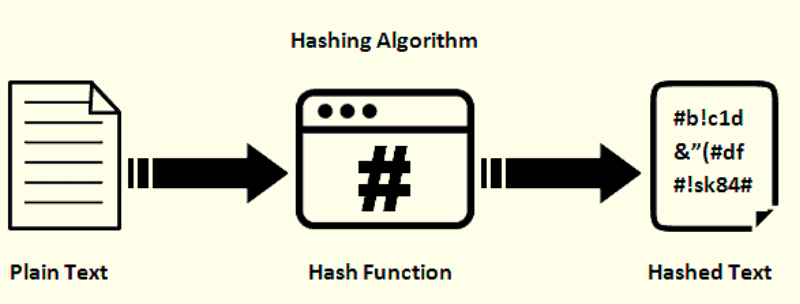 Hashing Algorithm
#
#b!c1d
&”(#df
#!sk84#
Plain Text
Hash Function
Hashed Text